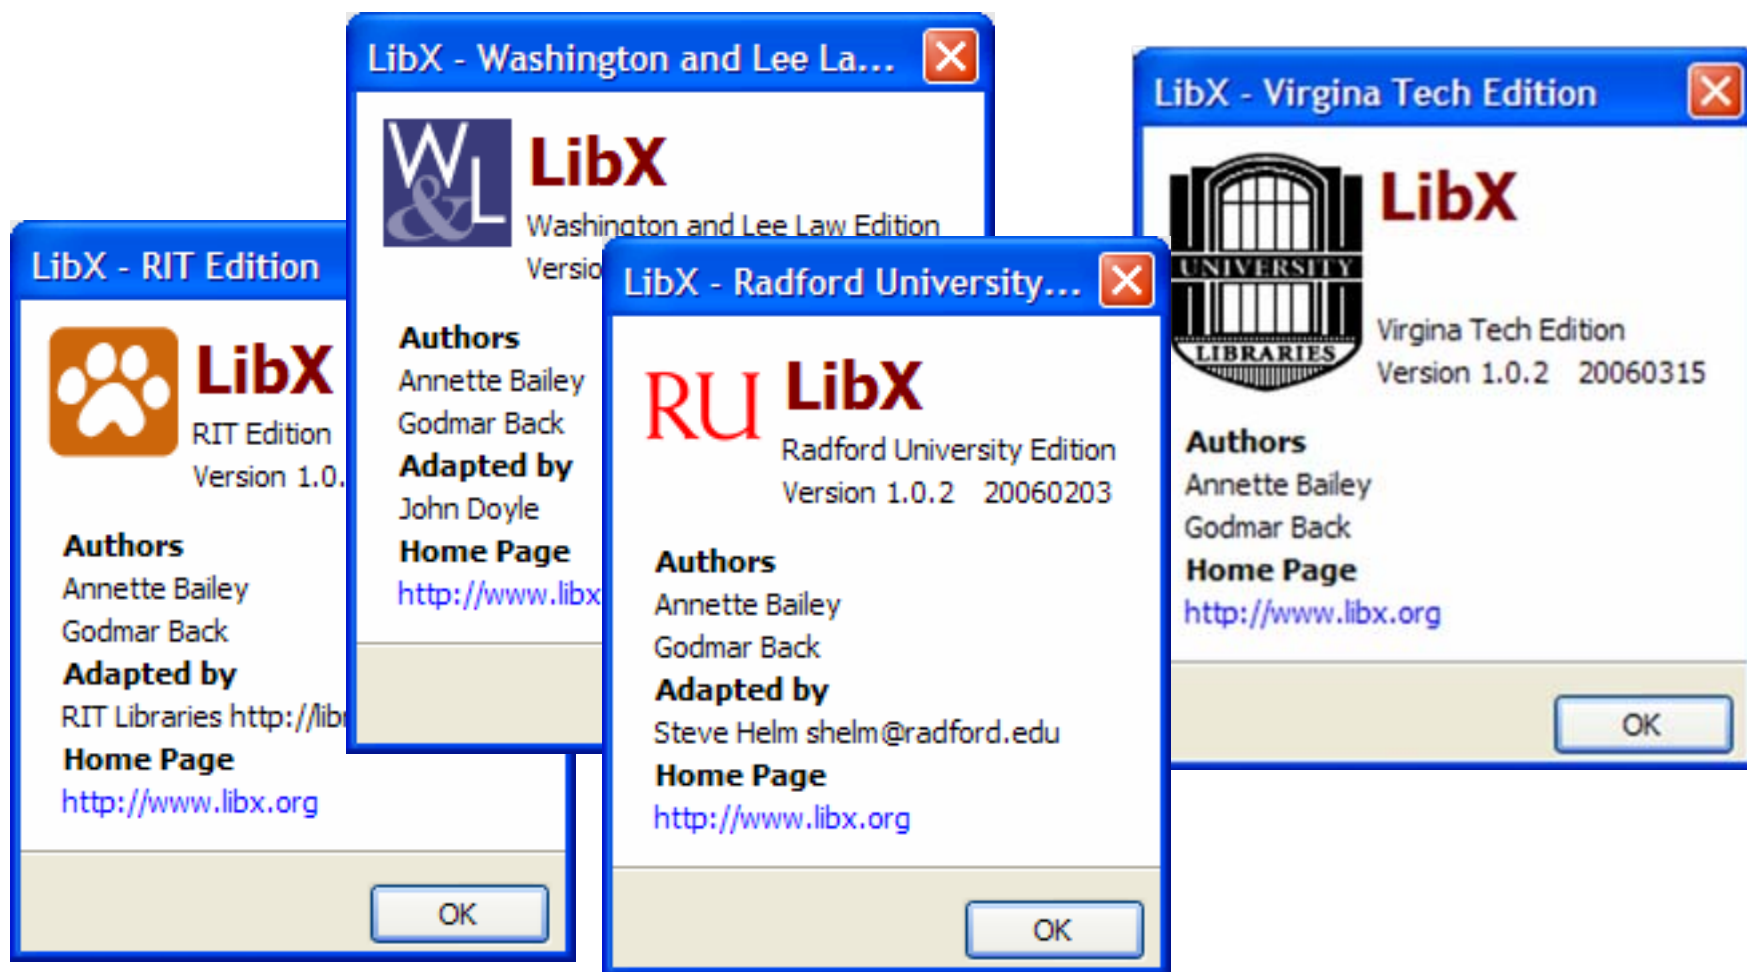 LibX - RIT Edition
LibX
RIT Edition
Version 1.0.
Authors
Annette Bailey
Godmar Back
Adapted by
RIT Libraries http://lib
Home Page
http://www.libx.org
OK
LibX - Washington and Lee La...
W&L
LibX
Washington and Lee Law Edition
Versio
Authors
Annette Bailey
Godmar Back
Adapted by
John Doyle
Home Page
http://www.libx
LibX - Radford University...
RU
LibX
Radford University Edition
Version 1.0.2 20060203
Authors
Annette Bailey
Godmar Back
Adapted by
Steve Helm shelm@radford.edu
Home Page
http://www.libx.org
OK
LibX - Virgina Tech Edition
UNIVERSITY
LIBRARIES
LibX
Virgina Tech Edition
Version 1.0.2 20060315
Authors
Annette Bailey
Godmar Back
Home Page
http://www.libx.org
OK